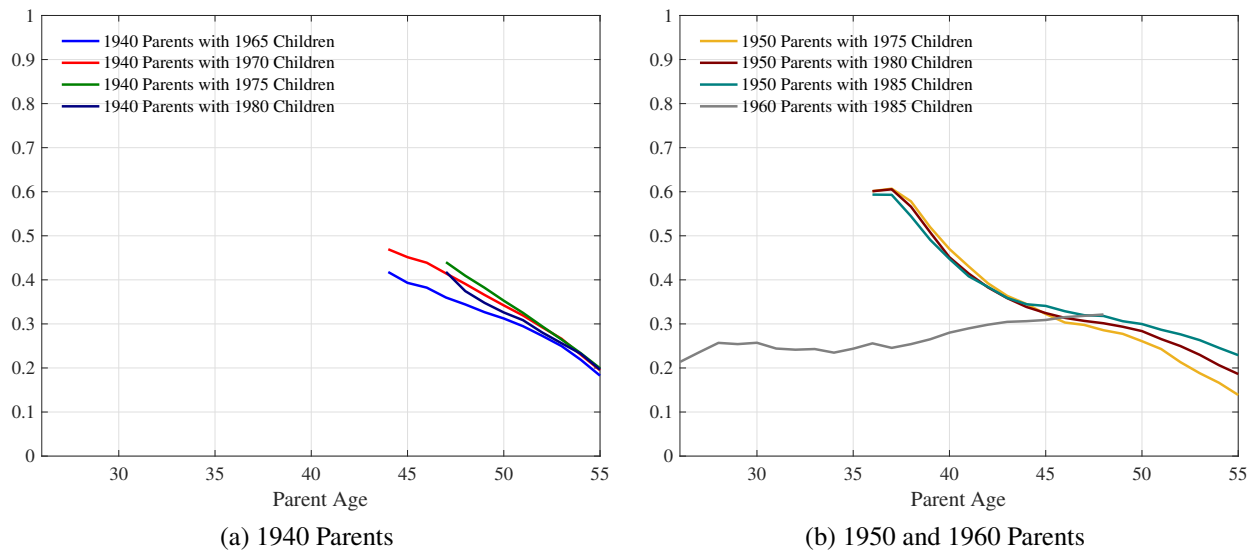 1
0.9
0.8
0.7
0.6
0.5
0.4
0.3
0.2
0.1
0
1940 Parents with 1965 Children
1940 Parents with 1970 Children
1940 Parents with 1975 Children
1940 Parents with 1980 Children
30 35 40 45 50 55
Parent Age
(a) 1940 Parents
1
0.9
0.8
0.7
0.6
0.5
0.4
0.3
0.2
0.1
0
1950 Parents with 1975 Children
1950 Parents with 1980 Children
1950 Parents with 1985 Children
1960 Parents with 1985 Children
30 35 40 45 50 55
Parent Age
(b) 1950 and 1960 Parents